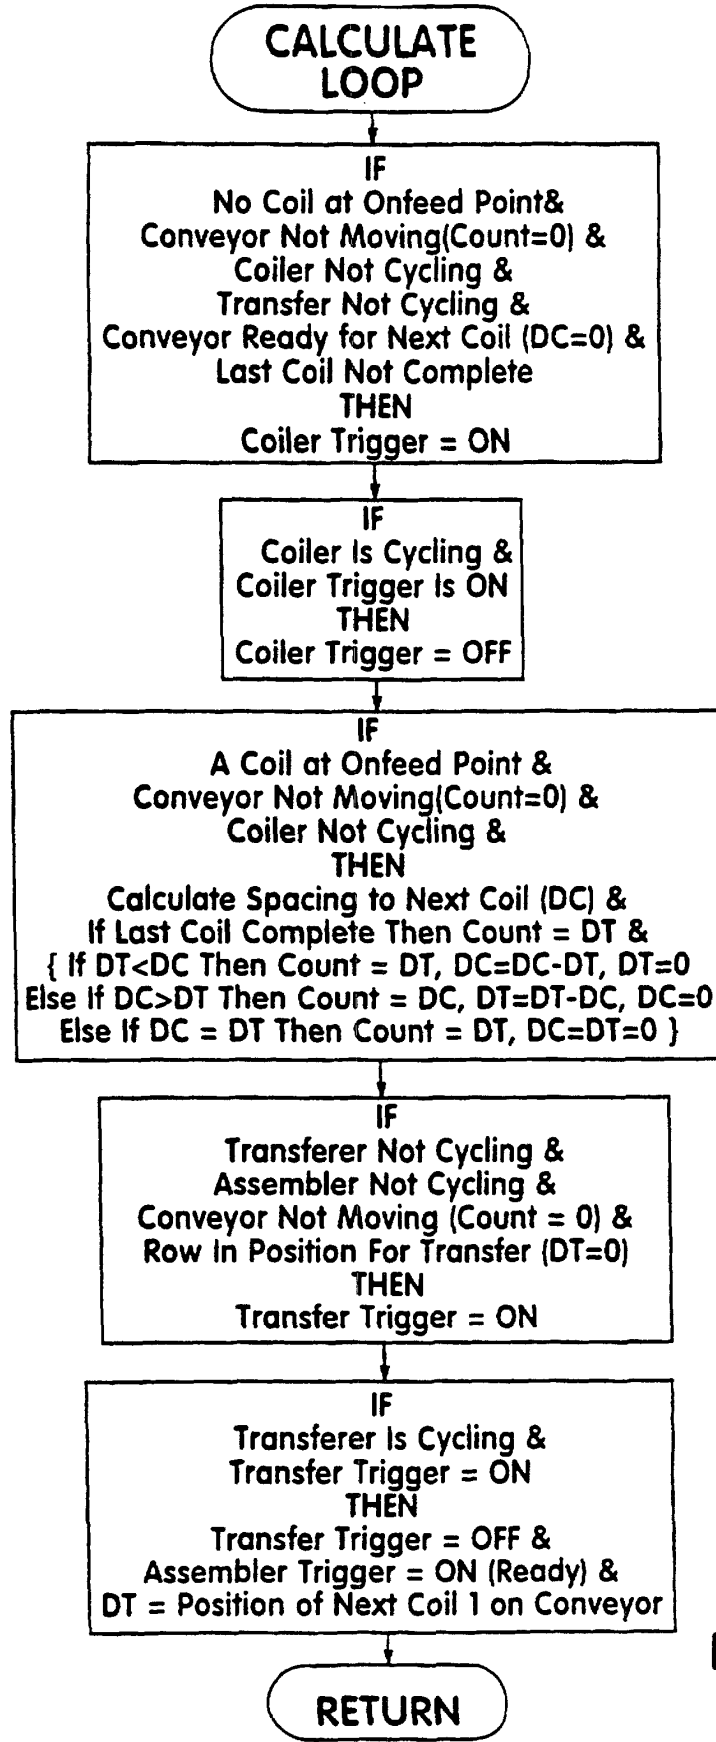 CALCULATE
LOOP
IF
No Coil at Onfeed Point&
Conveyor Not Moving(Count=0) &
Coiler Not Cycling &
Transfer Not Cycling &
Conveyor Ready for Next Coil (DC=0) &
Last Coil Not Complete
THEN
Coiler Trigger = ON
IF
Coiler Is Cycling &
Coiler Trigger Is ON
THEN
Coiler Trigger = OFF
IF
A Coil at Onfeed Point &
Conveyor Not Moving(Count=0) &
Coiler Not Cycling &
THEN
Calculate Spacing to Next Coil (DC) &
If Last Coil Complete Then Count = DT &
{ If DT<DC Then Count = DT, DC=DC-DT, DT=0
Else If DC>DT Then Count = DC, DT=DT-DC, DC=0
Else If DC = DT Then Count = DT, DC=DT=0 }
IF
Transferer Not Cycling &
Assembler Not Cycling &
Conveyor Not Moving (Count = 0) &
Row In Position For Transfer (DT=0)
THEN
Transfer Trigger = ON
IF
Transferer Is Cycling &
Transfer Trigger = ON
THEN
Transfer Trigger = OFF &
Assembler Trigger = ON (Ready) &
DT = Position of Next Coil 1 on Conveyor
RETURN